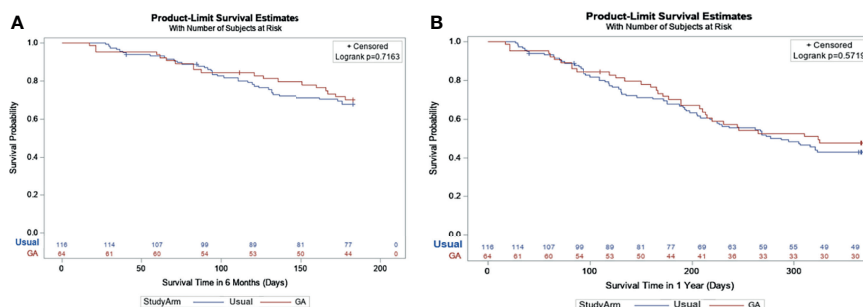 A
Product-Limit Survival Estimates
With Number of Subjects at Risk
+ Censored
Logrank p=0.7163
1.0
0.8
0.6
0.4
0.2
0.0
Survival Probability
Usual 116 114 107 99 89 81 77 0
GA 64 61 60 54 53 50 44 0
0 50 100 150 200
Survival Time in 6 Months (Days)
StudyArm Usual GA
B
Product-Limit Survival Estimates
With Number of Subjects at Risk
+ Censored
Logrank p=0.5719
1.0
0.8
0.6
0.4
0.2
0.0
Survival Probability
Usual 116 114 107 99 89 81 77 69 63 59 55 49 49
GA 64 61 60 54 53 50 44 41 36 33 33 30 30
0 100 200 300
Survival Time in 1 Year (Days)
StudyArm Usual GA